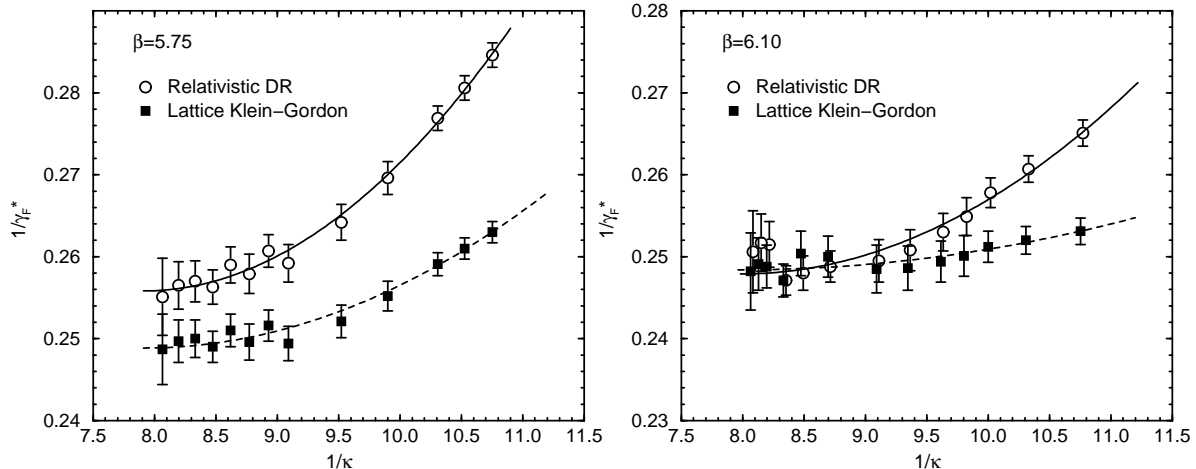 β=5.75
Relativistic DR
Lattice Klein−Gordon
0.28
0.27
0.26
0.25
0.24
1/γF*
7.5 8.0 8.5 9.0 9.5 10.0 10.5 11.0 11.5
1/κ
β=6.10
Relativistic DR
Lattice Klein−Gordon
0.28
0.27
0.26
0.25
0.24
0.23
1/γF*
7.5 8.0 8.5 9.0 9.5 10.0 10.5 11.0 11.5
1/κ